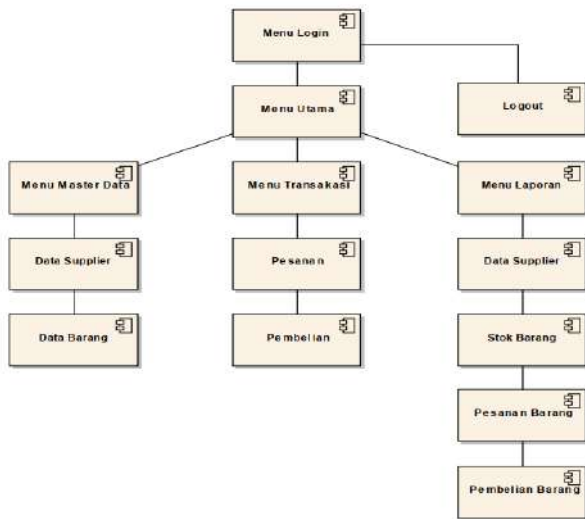 Menu Login
Menu Utama
Logout
Menu Master Data
Menu Transakasi
Menu Laporan
Data Supplier
Pesanan
Data Supplier
Data Barang
Pembelian
Stok Barang
Pesanan Barang
Pembelian Barang